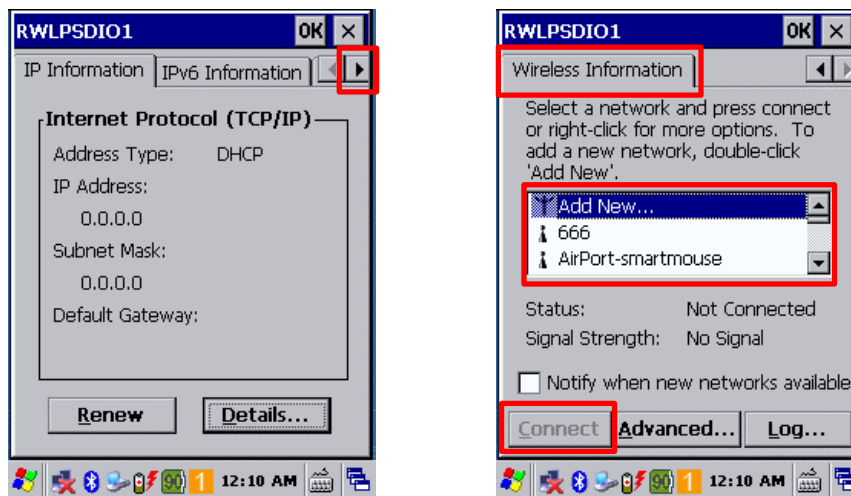 RWLPSDIO1 OK ×
IP Information IPv6 Information
Internet Protocol (TCP/IP)
Address Type: DHCP
IP Address:
0.0.0.0
Subnet Mask:
0.0.0.0
Default Gateway:
Renew Details...
90 1 12:10 AM
RWLPSDIO1 OK ×
Wireless Information
Select a network and press connect
or right-click for more options. To
add a new network, double-click
'Add New'.
Add New...
666
AirPort-smartmouse
Status: Not Connected
Signal Strength: No Signal
Notify when new networks available
Connect Advanced... Log...
90 1 12:10 AM